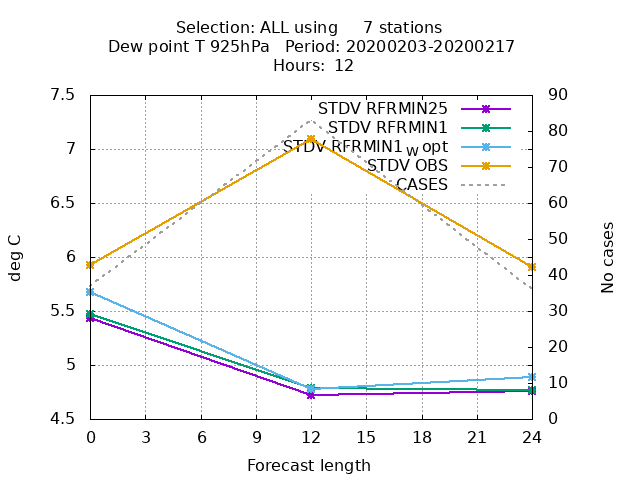 Selection: ALL using 7 stations
Dew point T 925hPa Period: 20200203-20200217
Hours: 12
7.5
7
6.5
6
5.5
5
4.5
deg C
STDV RFRMIN25
STDV RFRMIN1
STDV RFRMIN1 w opt
STDV OBS
CASES
90
80
70
60
50
40
30
20
10
0
No cases
0 3 6 9 12 15 18 21 24
Forecast length